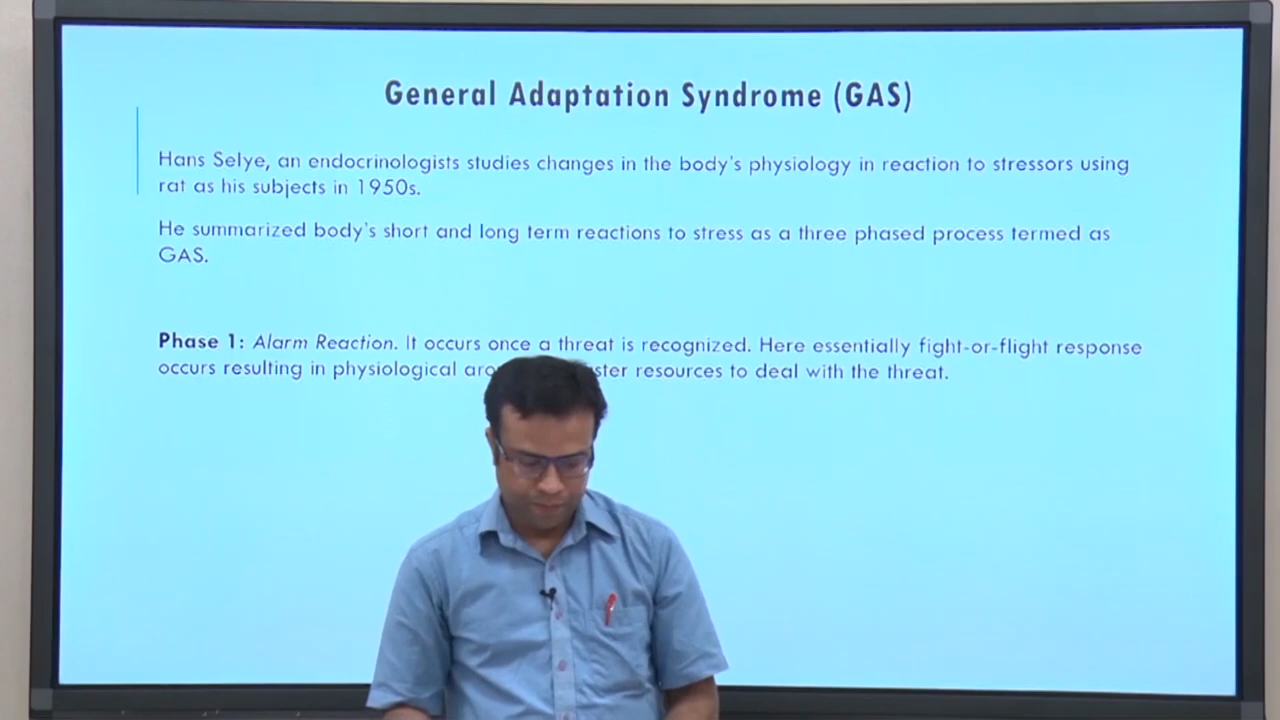 General Adaptation Syndrome (GAS)
Hans Selye, an endocrinologists studies changes in the body's physiology in reaction to stressors using
rat as his subjects in 1950s.
He summarized body's short and long term reactions to stress as a three phased process termed as
GAS.
Phase 1: Alarm Reaction. It occurs once a threat is recognized. Here essentially fight-or-flight response
occurs resulting in physiological resources to deal with the threat.